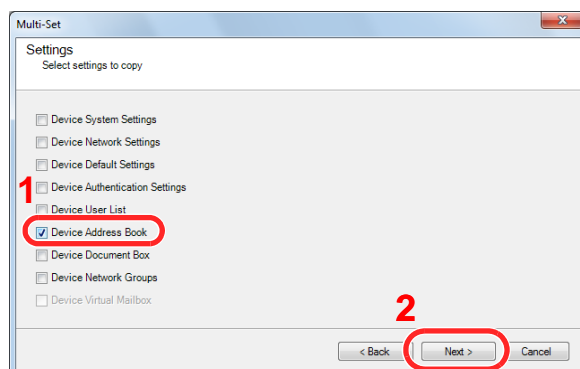 Multi-Set
Settings
Select settings to copy
Device System Settings
Device Network Settings
Device Default Settings
Device Authentication Settings
1
Device User List
Device Address Book
Device Document Box
Device Network Groups
Device Virtual Mailbox
2
< Back
Next >
Cancel